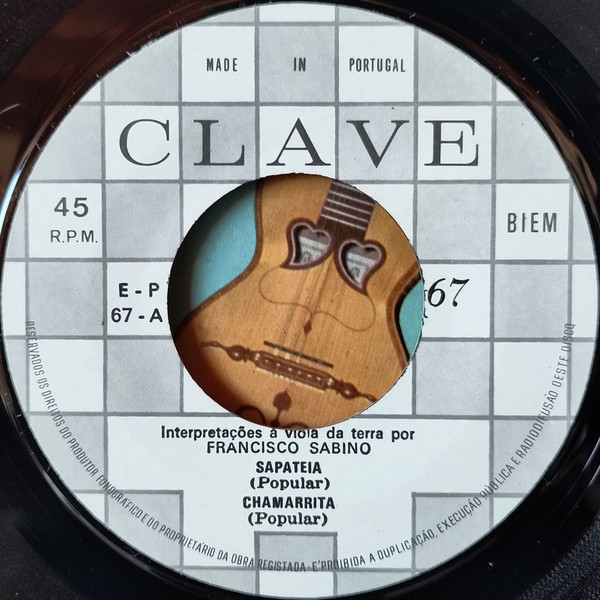 MADE IN PORTUGAL
CLAVE
45
R.P.M.
BIEM
E-P
67-A
67
Interpretações à viola da terra por
FRANCISCO SABINO
SAPATEIA
(Popular)
CHAMARRITA
(Popular)
RESERVADOS OS DIREITOS DO PRODUTOR FONOGRÁFICO E DO PROPRIETÁRIO DA OBRA REGISTADA-É PROIBIDA A DUPLICAÇÃO, EXECUÇÃO PÚBLICA E RADIODIFUSÃO DESTE DISCO